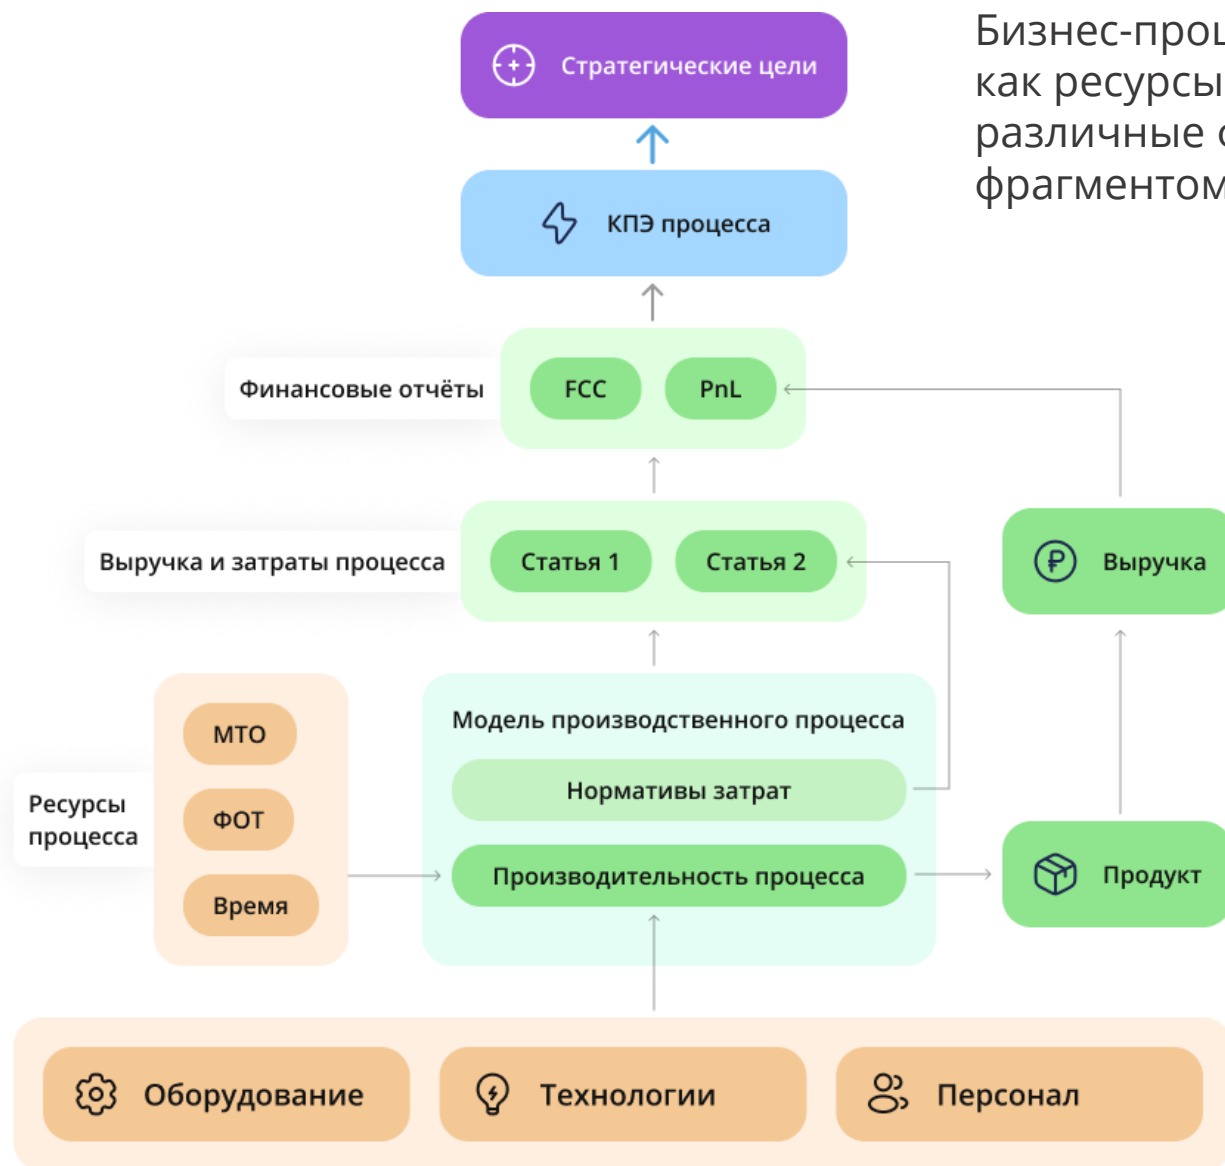 Бизнес-проц
как ресурсы
различные
фрагментом
Стратегические цели
КПЭ процесса
Финансовые отчёты
FCC
PnL
Выручка и затраты процесса
Статья 1
Статья 2
Выручка
МТО
ФОТ
Время
Ресурсы
процесса
Модель производственного процесса
Нормативы затрат
Производительность процесса
Продукт
Оборудование
Технологии
Персонал